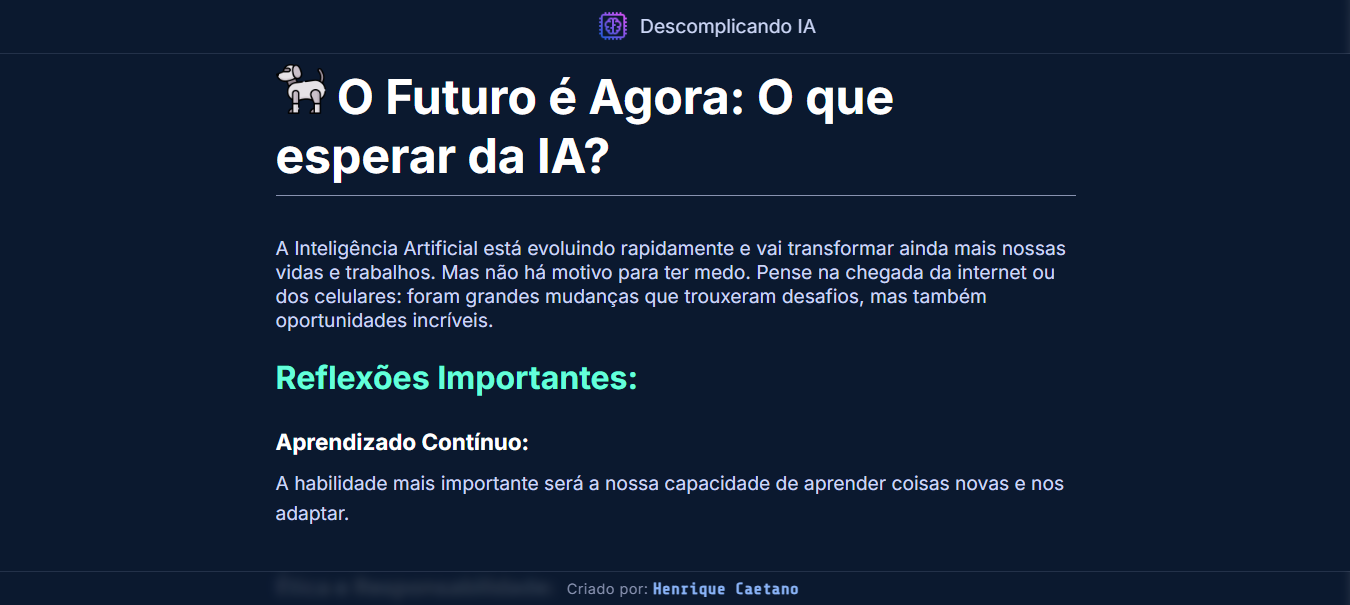 Descomplicando IA
O Futuro é Agora: O que
esperar da IA?
A Inteligência Artificial está evoluindo rapidamente e vai transformar ainda mais nossas
vidas e trabalhos. Mas não há motivo para ter medo. Pense na chegada da internet ou
dos celulares: foram grandes mudanças que trouxeram desafios, mas também
oportunidades incríveis.
Reflexões Importantes:
Aprendizado Contínuo:
A habilidade mais importante será a nossa capacidade de aprender coisas novas e nos
adaptar.
Criado por: Henrique Caetano